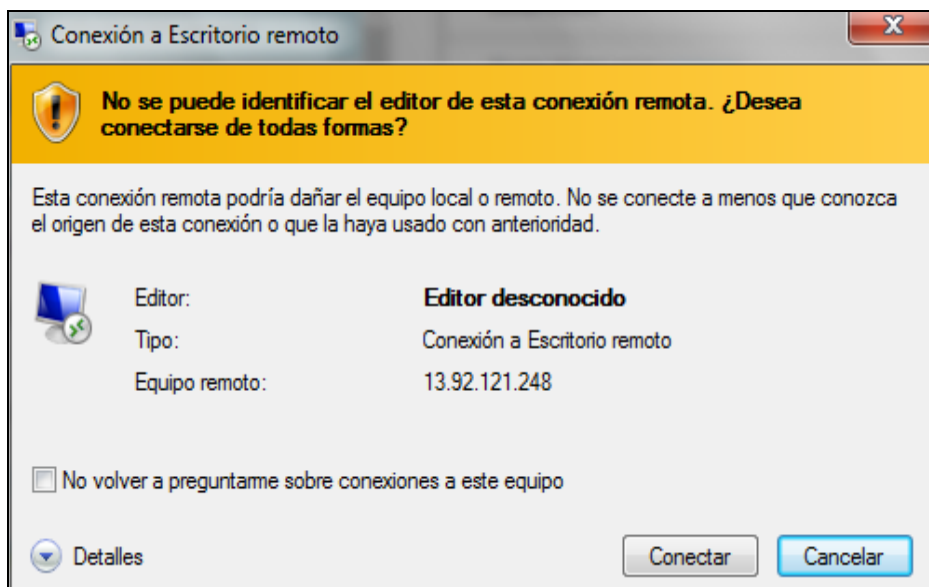 Conexión a Escritorio remoto
No se puede identificar el editor de esta conexión remota. ¿Desea
conectarse de todas formas?
Esta conexión remota podría dañar el equipo local o remoto. No se conecte a menos que conozca
el origen de esta conexión o que la haya usado con anterioridad.
Editor: Editor desconocido
Tipo: Conexión a Escritorio remoto
Equipo remoto: 13.92.121.248
No volver a preguntarme sobre conexiones a este equipo
Detalles Conectar Cancelar